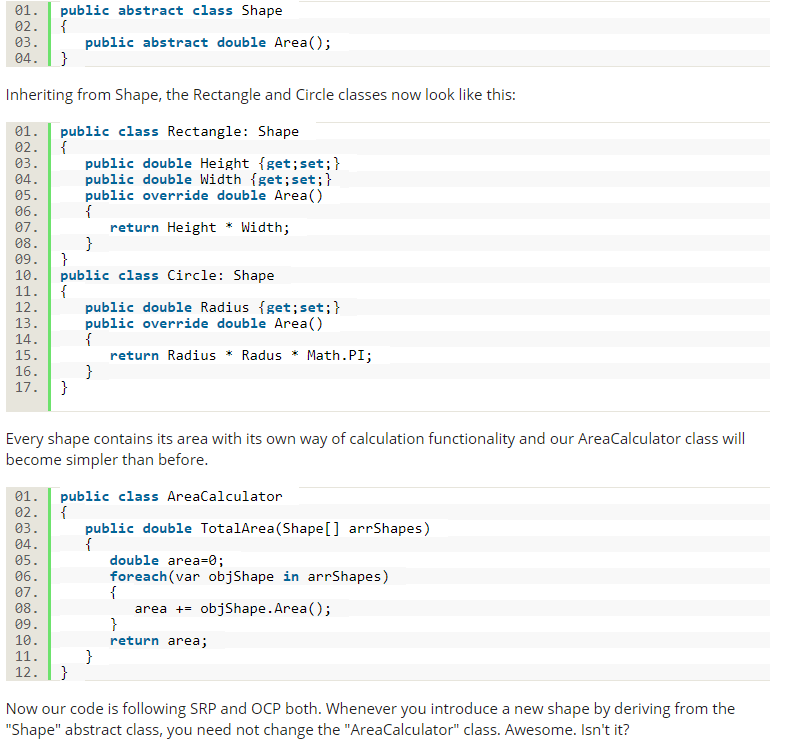 01. public abstract class Shape
02. {
03.    public abstract double Area();
04. }
Inheriting from Shape, the Rectangle and Circle classes now look like this:
01. public class Rectangle: Shape
02. {
03.    public double Height {get;set;}
04.    public double Width {get;set;}
05.    public override double Area()
06.    {
07.       return Height * Width;
08.    }
09. }
10. public class Circle: Shape
11. {
12.    public double Radius {get;set;}
13.    public override double Area()
14.    {
15.       return Radius * Radus * Math.PI;
16.    }
17. }
Every shape contains its area with its own way of calculation functionality and our AreaCalculator class will
become simpler than before.
01. public class AreaCalculator
02. {
03.    public double TotalArea(Shape[] arrShapes)
04.    {
05.       double area=0;
06.       foreach(var objShape in arrShapes)
07.       {
08.          area += objShape.Area();
09.       }
10.       return area;
11.    }
12. }
Now our code is following SRP and OCP both. Whenever you introduce a new shape by deriving from the
"Shape" abstract class, you need not change the "AreaCalculator" class. Awesome. Isn't it?